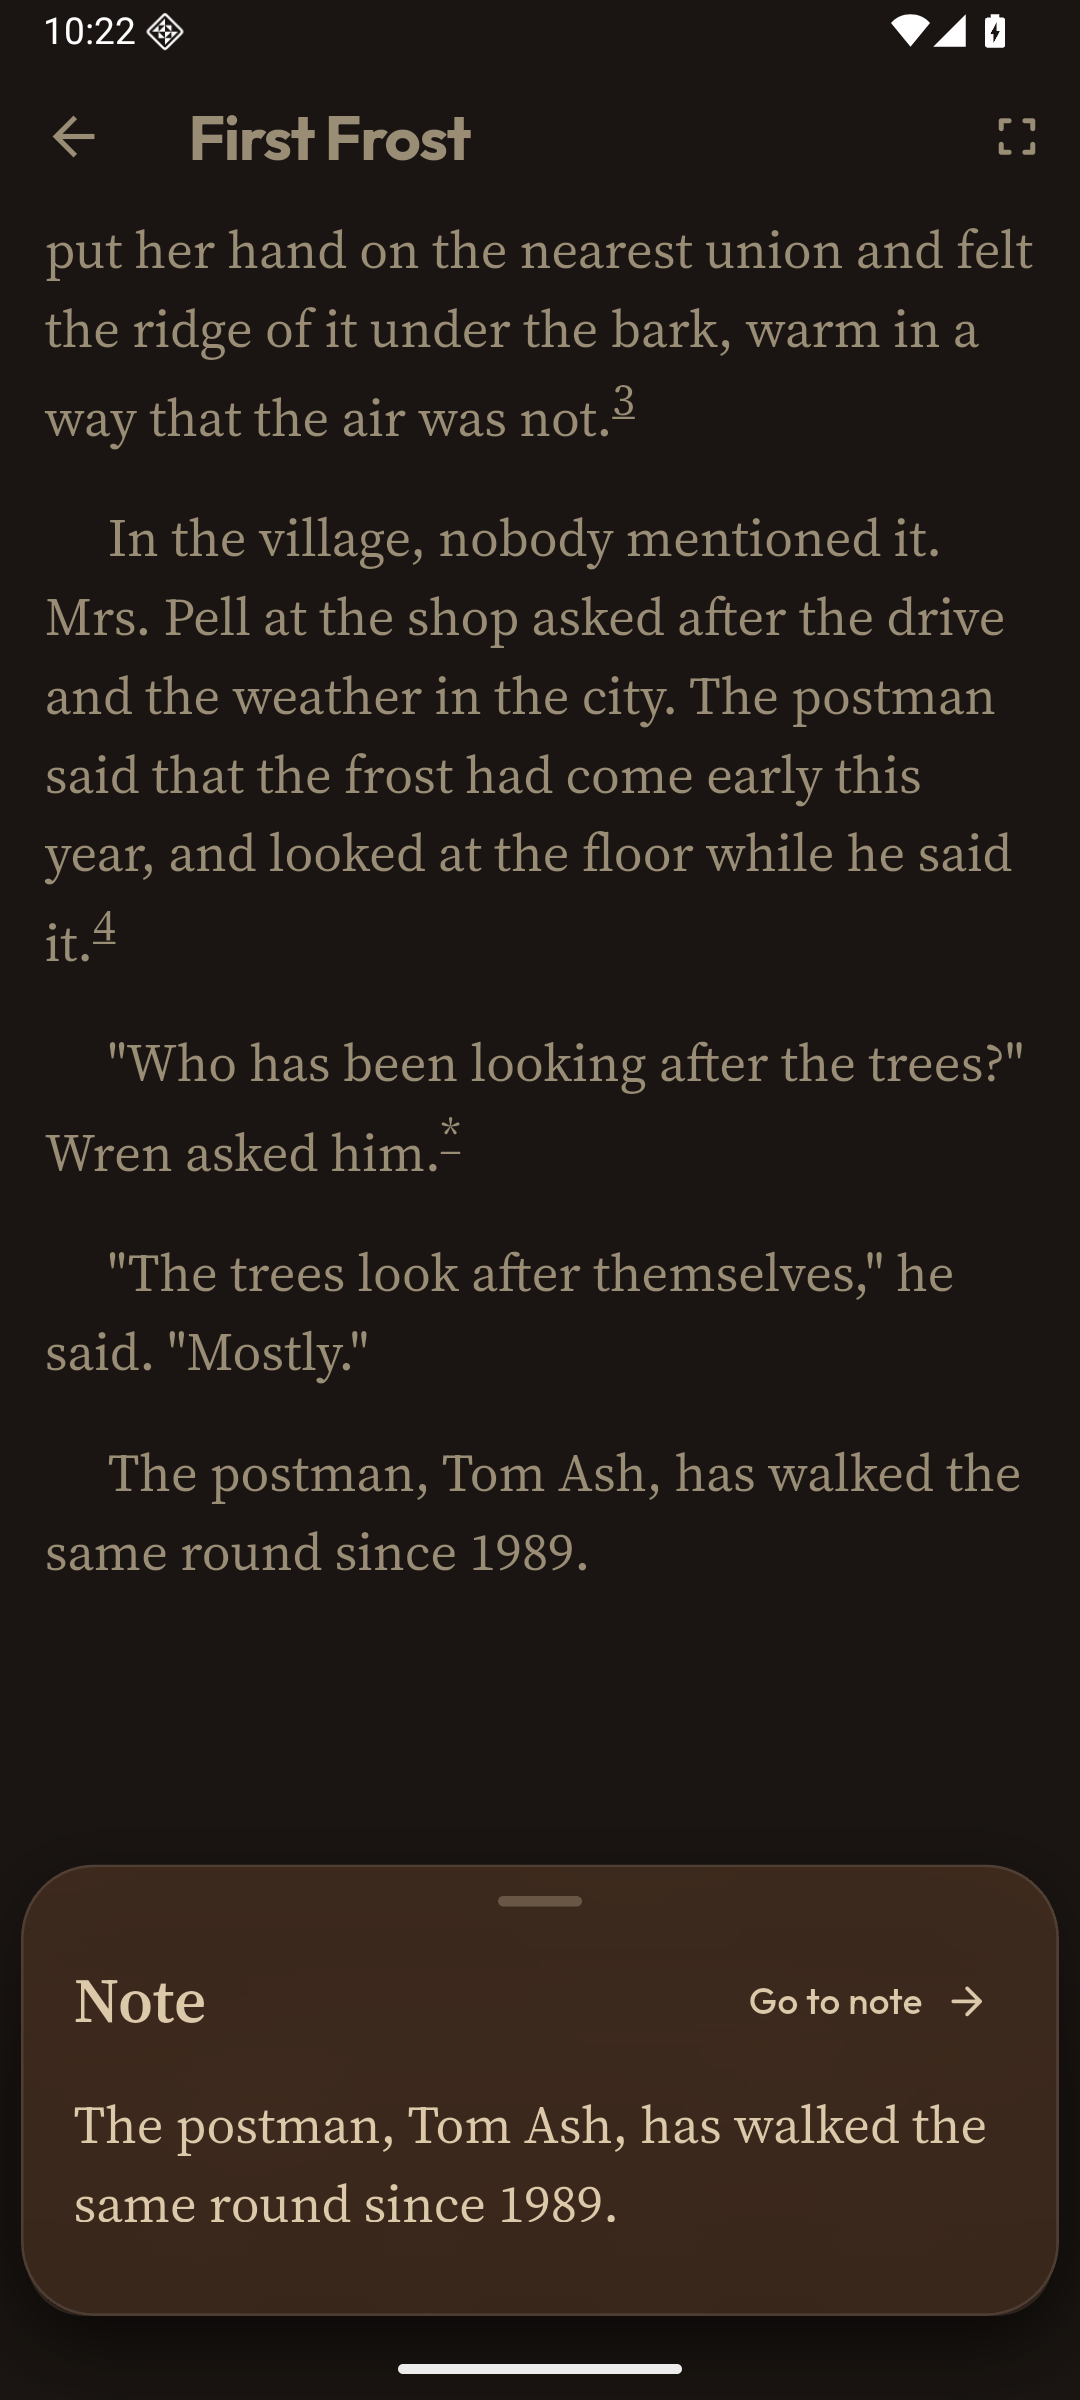 10:22
First Frost
put her hand on the nearest union and felt
the ridge of it under the bark, warm in a
way that the air was not.3
In the village, nobody mentioned it.
Mrs. Pell at the shop asked after the drive
and the weather in the city. The postman
said that the frost had come early this
year, and looked at the floor while he said
it.4
"Who has been looking after the trees?"
Wren asked him.*
"The trees look after themselves," he
said. "Mostly."
The postman, Tom Ash, has walked the
same round since 1989.
Note
Go to note →
The postman, Tom Ash, has walked the
same round since 1989.